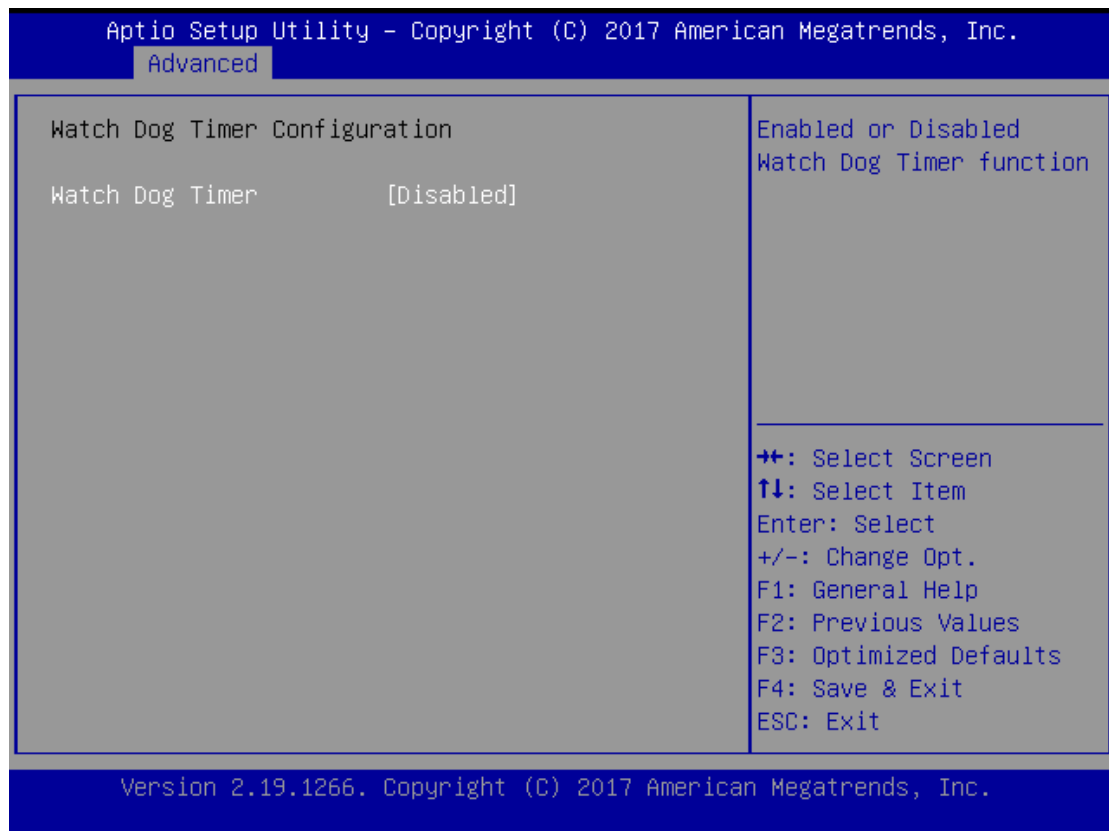 Aptio Setup Utility – Copyright (C) 2017 American Megatrends, Inc.
Advanced
Watch Dog Timer Configuration
Watch Dog Timer [Disabled]
Enabled or Disabled
Watch Dog Timer function
→←: Select Screen
↑↓: Select Item
Enter: Select
+/-: Change Opt.
F1: General Help
F2: Previous Values
F3: Optimized Defaults
F4: Save & Exit
ESC: Exit
Version 2.19.1266. Copyright (C) 2017 American Megatrends, Inc.